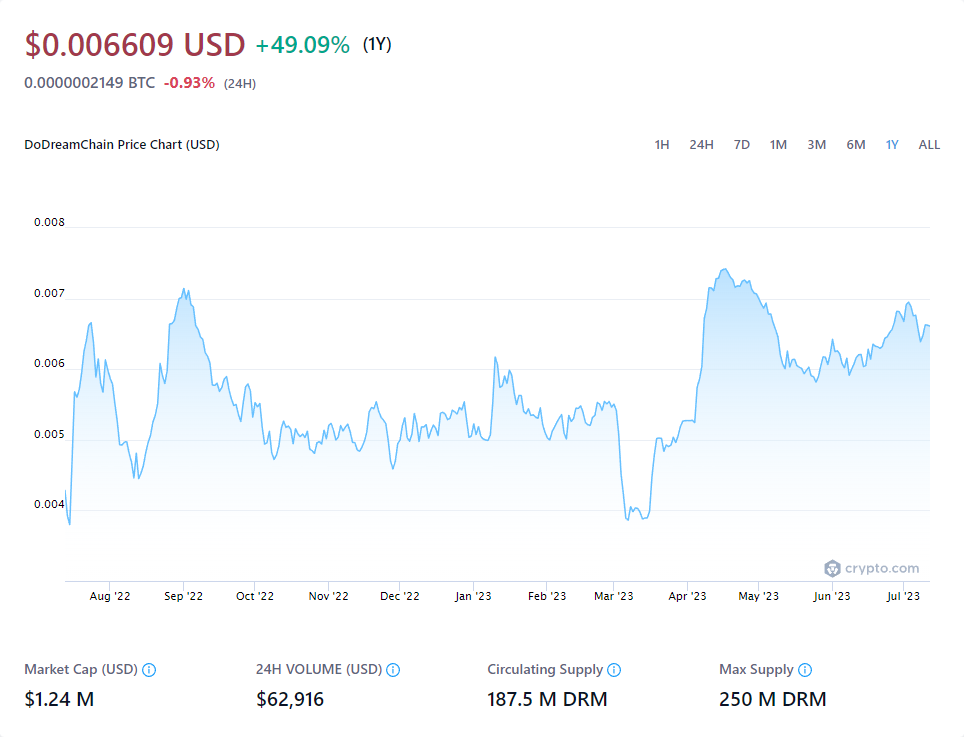 $0.006609 USD +49.09% (1Y)
0.0000002149 BTC -0.93% (24H)
DoDreamChain Price Chart (USD) 1H 24H 7D 1M 3M 6M 1Y ALL
0.008
0.007
0.006
0.005
0.004
crypto.com
Aug '22 Sep '22 Oct '22 Nov '22 Dec '22 Jan '23 Feb '23 Mar '23 Apr '23 May '23 Jun '23 Jul '23
Market Cap (USD) 24H VOLUME (USD) Circulating Supply Max Supply
$1.24 M $62,916 187.5 M DRM 250 M DRM